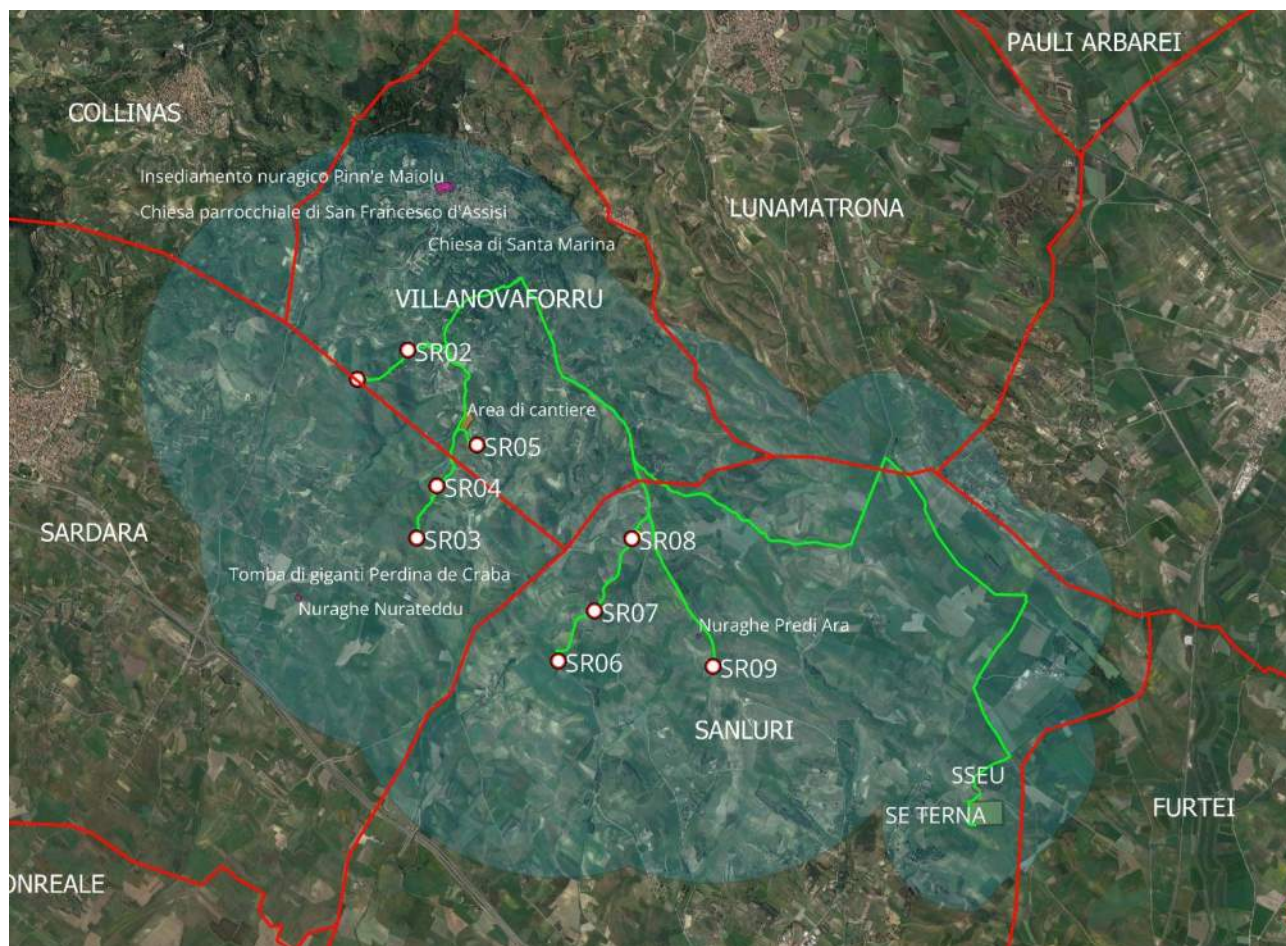 PAULI ARBAREI
COLLINAS
Insediamento nuragico Pinn'e Maiolu
Chiesa parrocchiale di San Francesco d'Assisi
LUNAMATRONA
Chiesa di Santa Marina
VILLANOVAFORRU
SR02
Area di cantiere
SR05
SR04
SARDARA
SR03
SR08
Tomba di giganti Perdina de Craba
Nuraghe Nurateddu
SR07
Nuraghe Predi Ara
SR06
SR09
SANLURI
SSEU
SE TERNA
FURTEI
ONREALE